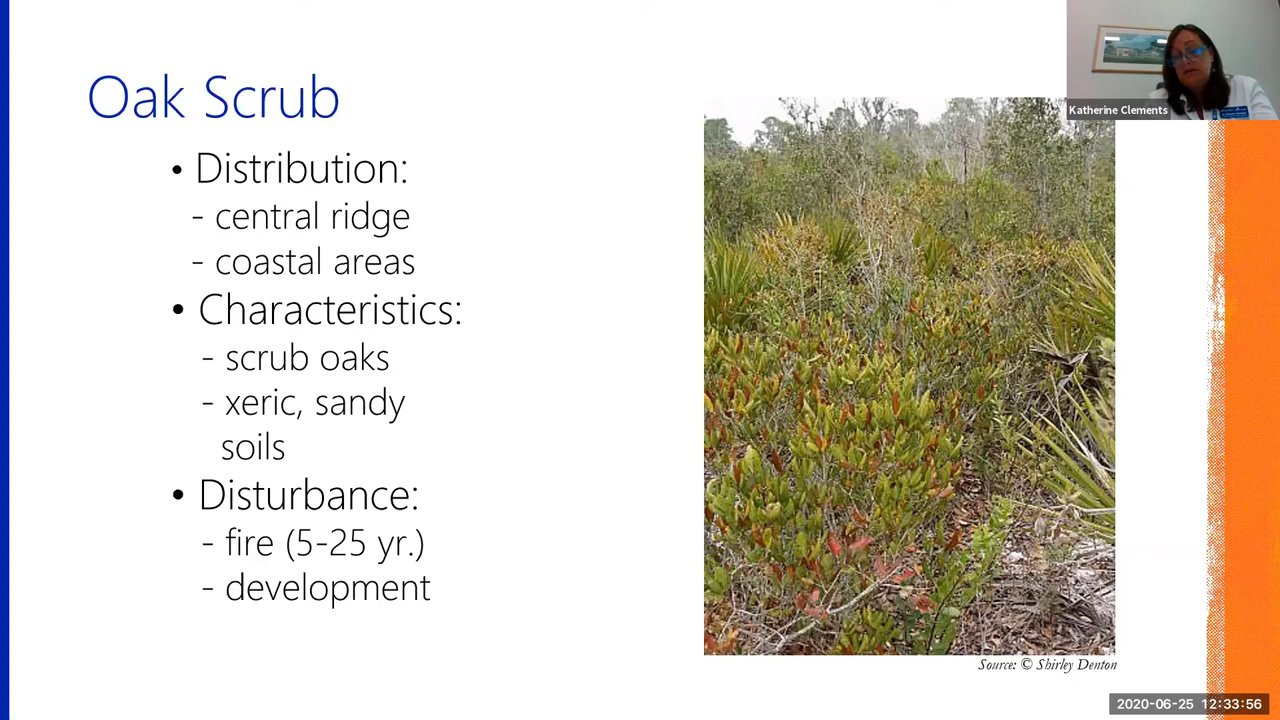 Oak Scrub
• Distribution:
- central ridge
- coastal areas
• Characteristics:
- scrub oaks
- xeric, sandy
soils
• Disturbance:
- fire (5-25 yr.)
- development
Katherine Clements
Source: © Shirley Denton
2020-06-25 12:33:56